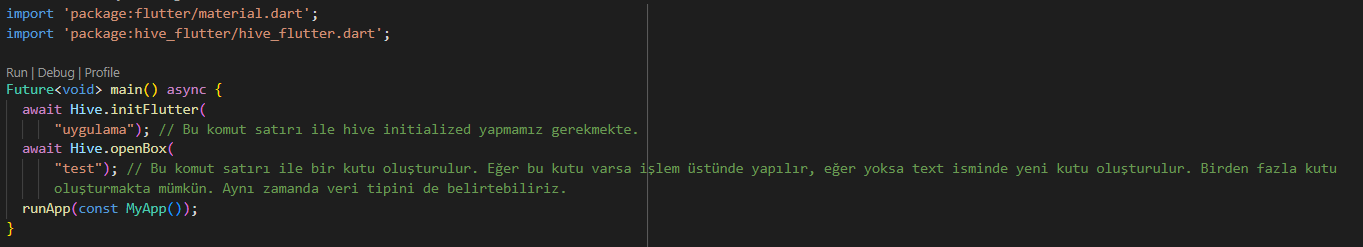 import 'package:flutter/material.dart';
import 'package:hive_flutter/hive_flutter.dart';
Run | Debug | Profile
Future<void> main() async {
await Hive.initFlutter(
"uygulama"); // Bu komut satırı ile hive initialized yapmamız gerekmekte.
await Hive.openBox(
"test"); // Bu komut satırı ile bir kutu oluşturulur. Eğer bu kutu varsa işlem üstünde yapılır, eğer yoksa text isminde yeni kutu oluşturulur. Birden fazla kutu
oluşturmakta mümkün. Aynı zamanda veri tipini de belirtebiliriz.
runApp(const MyApp());
}